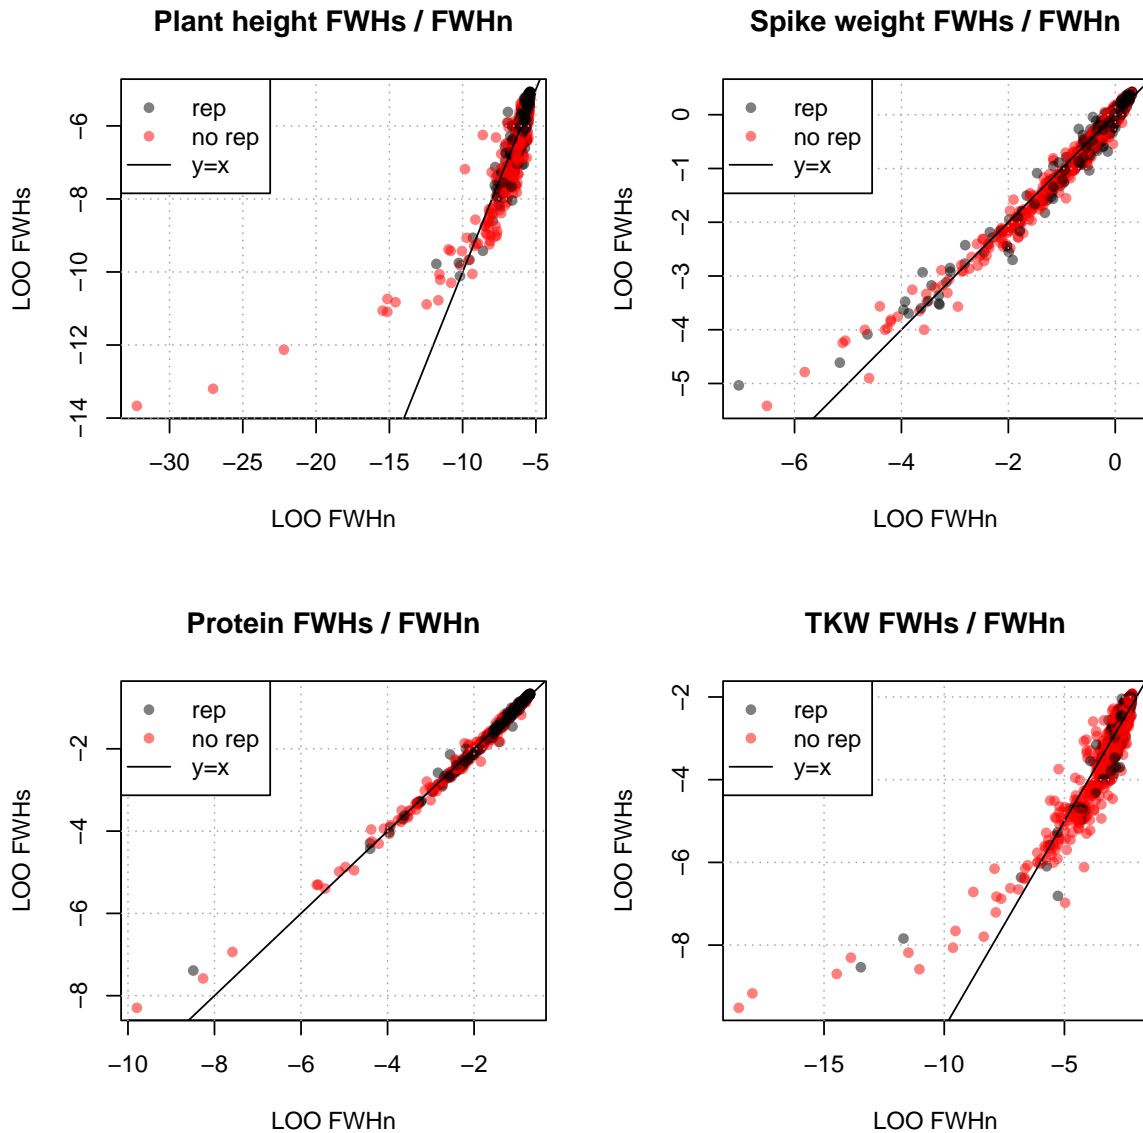 Plant height FWHs / FWHn
rep
no rep
y=x
−6
−8
−10
−12
−14
LOO FWHs
−30
−25
−20
−15
−10
−5
LOO FWHn
Spike weight FWHs / FWHn
rep
no rep
y=x
0
−1
−2
−3
−4
−5
LOO FWHs
−6
−4
−2
0
LOO FWHn
Protein FWHs / FWHn
rep
no rep
y=x
−2
−4
−6
−8
LOO FWHs
−10
−8
−6
−4
−2
LOO FWHn
TKW FWHs / FWHn
rep
no rep
y=x
−2
−4
−6
−8
LOO FWHs
−15
−10
−5
LOO FWHn